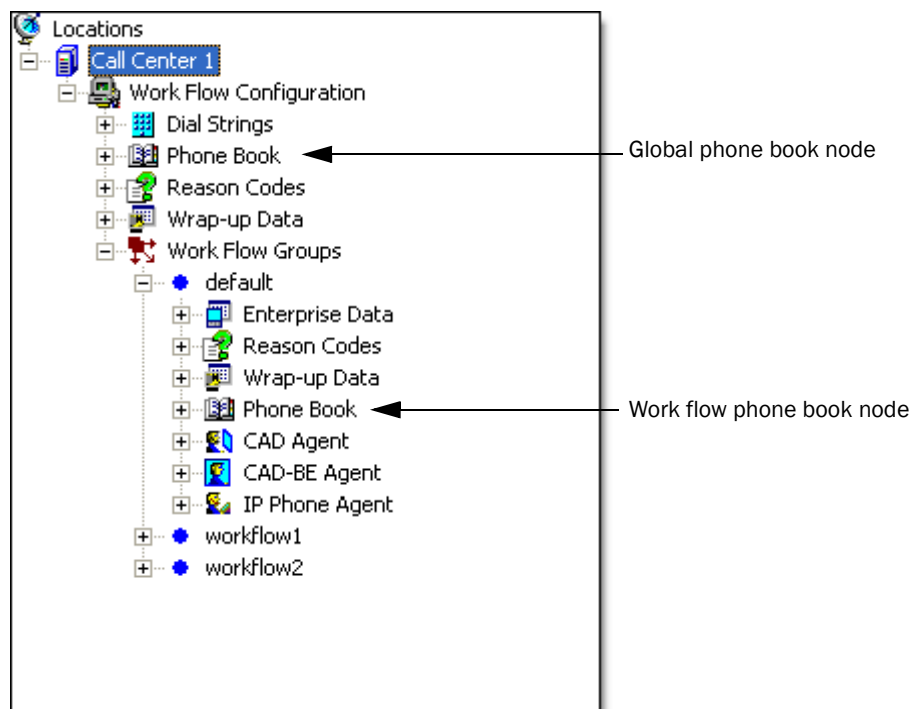 Locations
Call Center 1
Work Flow Configuration
Dial Strings
Phone Book
Global phone book node
Reason Codes
Wrap-up Data
Work Flow Groups
default
Enterprise Data
Reason Codes
Wrap-up Data
Phone Book
Work flow phone book node
CAD Agent
CAD-BE Agent
IP Phone Agent
workflow1
workflow2